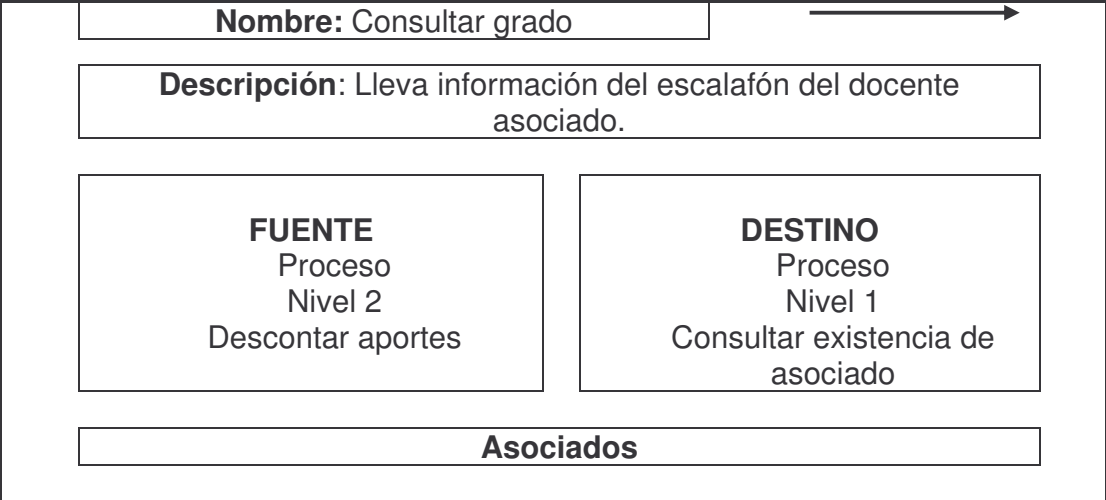 Nombre: Consultar grado
Descripción: Lleva información del escalafón del docente
asociado.
FUENTE
Proceso
Nivel 2
Descontar aportes
DESTINO
Proceso
Nivel 1
Consultar existencia de
asociado
Asociados